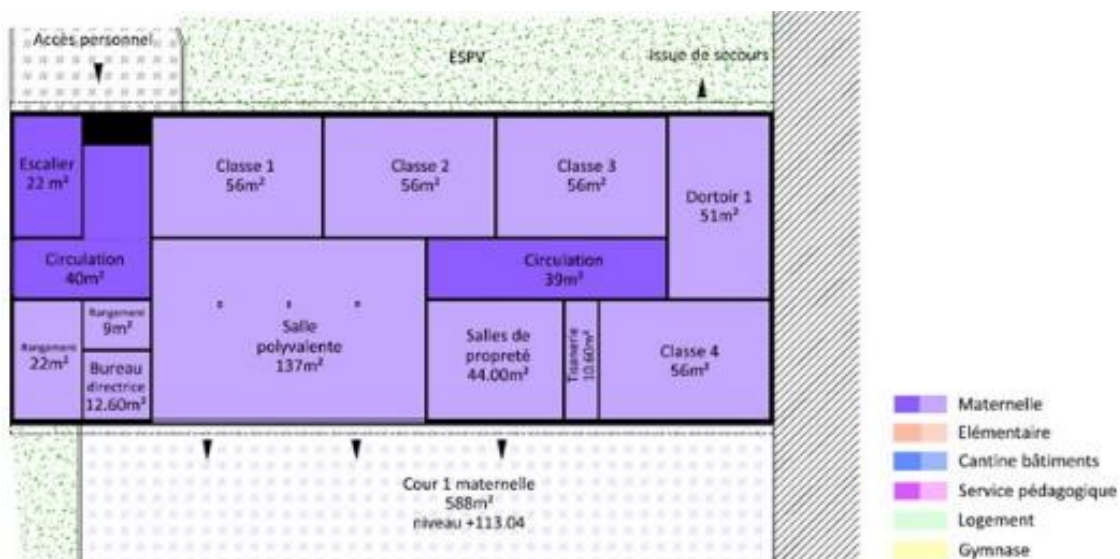 Accès personnel
ESPV
Issue de secours
Escalier
22 m²
Classe 1
56m²
Classe 2
56m²
Classe 3
56m²
Dortoir 1
51m²
Circulation
40m²
Circulation
39m²
Rangement
9m²
Rangement
22m²
Bureau
directrice
12.60m²
Salle
polyvalente
137m²
Salles de
propreté
44.00m²
Tisanerie
10.60m²
Classe 4
56m²
Cour 1 maternelle
588m²
niveau +113.04
Maternelle
Elémentaire
Cantine bâtiments
Service pédagogique
Logement
Gymnase